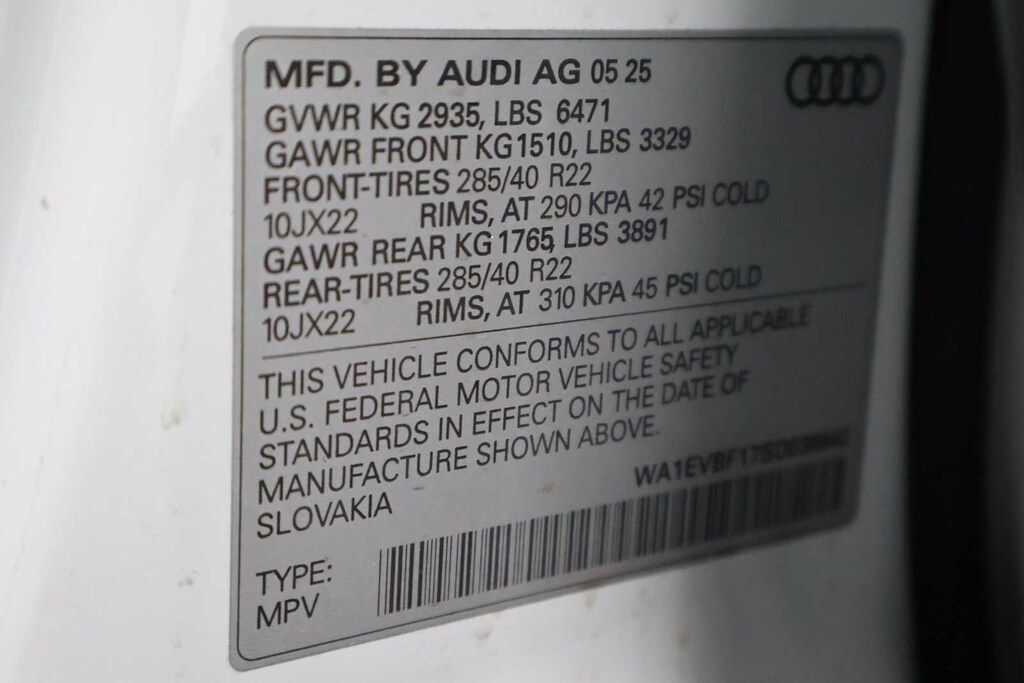 MFD. BY AUDI AG 05 25
GVWR KG 2935, LBS 6471
GAWR FRONT KG 1510, LBS 3329
FRONT-TIRES 285/40 R22
10JX22 RIMS, AT 290 KPA 42 PSI COLD
GAWR REAR KG 1765, LBS 3891
REAR-TIRES 285/40 R22
10JX22 RIMS, AT 310 KPA 45 PSI COLD
THIS VEHICLE CONFORMS TO ALL APPLICABLE
U.S. FEDERAL MOTOR VEHICLE SAFETY
STANDARDS IN EFFECT ON THE DATE OF
MANUFACTURE SHOWN ABOVE.
SLOVAKIA
TYPE:
MPV